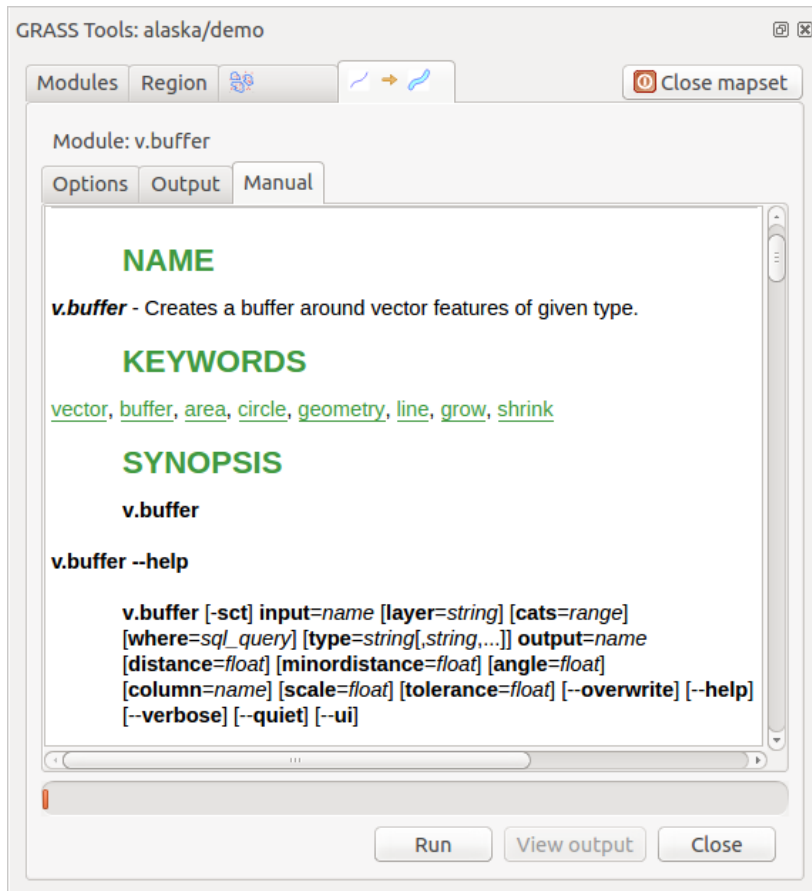 GRASS Tools: alaska/demo
Modules Region Close mapset
Module: v.buffer
Options Output Manual
NAME
v.buffer - Creates a buffer around vector features of given type.
KEYWORDS
vector, buffer, area, circle, geometry, line, grow, shrink
SYNOPSIS
v.buffer
v.buffer --help
v.buffer [-sct] input=name [layer=string] [cats=range]
[where=sql_query] [type=string[,string,...]] output=name
[distance=float] [minordistance=float] [angle=float]
[column=name] [scale=float] [tolerance=float] [--overwrite] [--help]
[--verbose] [--quiet] [--ui]
Run View output Close